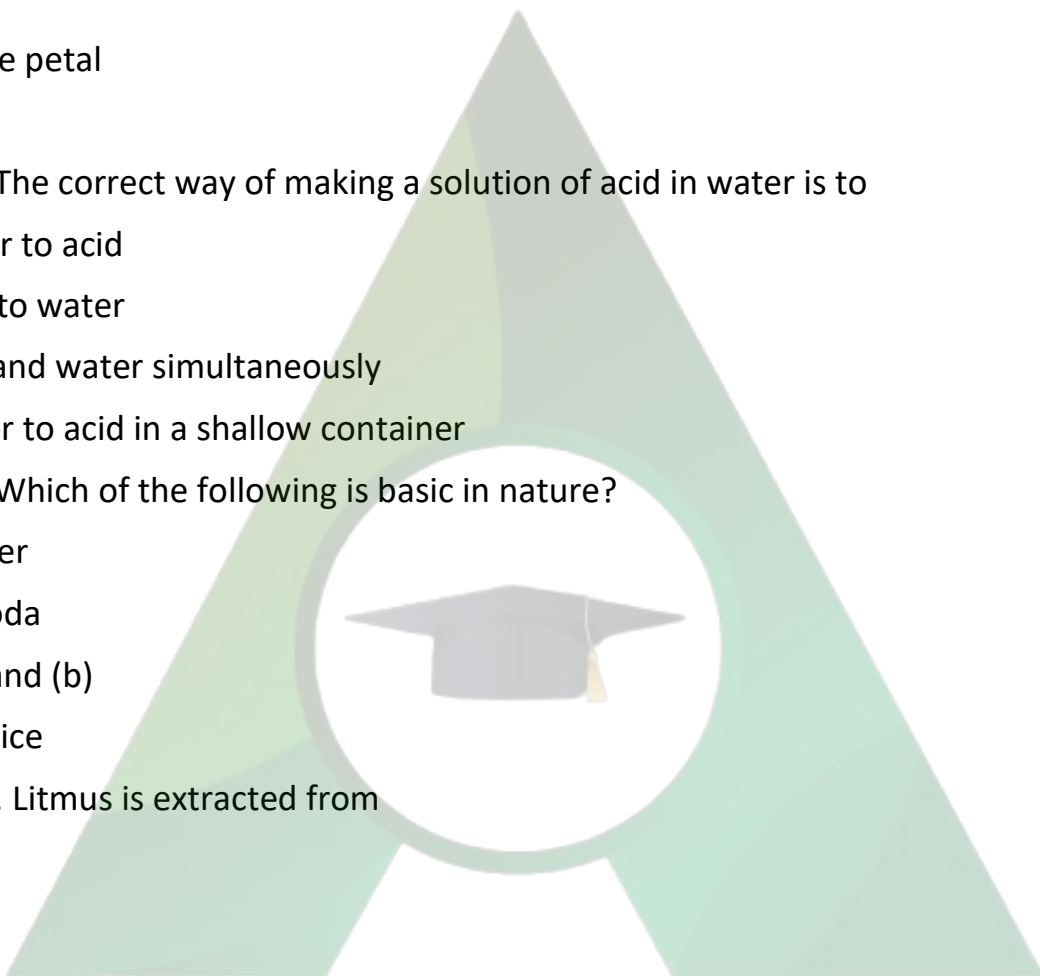 e petal
The correct way of making a solution of acid in water is to
r to acid
to water
and water simultaneously
r to acid in a shallow container
Which of the following is basic in nature?
er
oda
and (b)
ice
. Litmus is extracted from